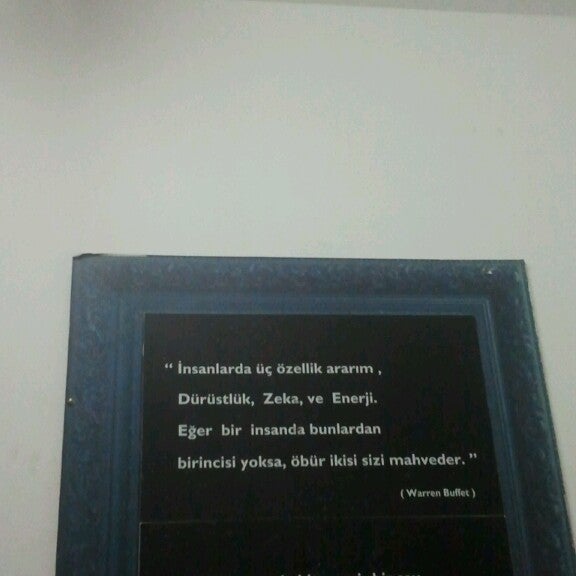 “ İnsanlarda üç özellik ararım ,
Dürüstlük, Zeka, ve Enerji.
Eğer bir insanda bunlardan
birincisi yoksa, öbür ikisi sizi mahveder. ”
( Warren Buffet )